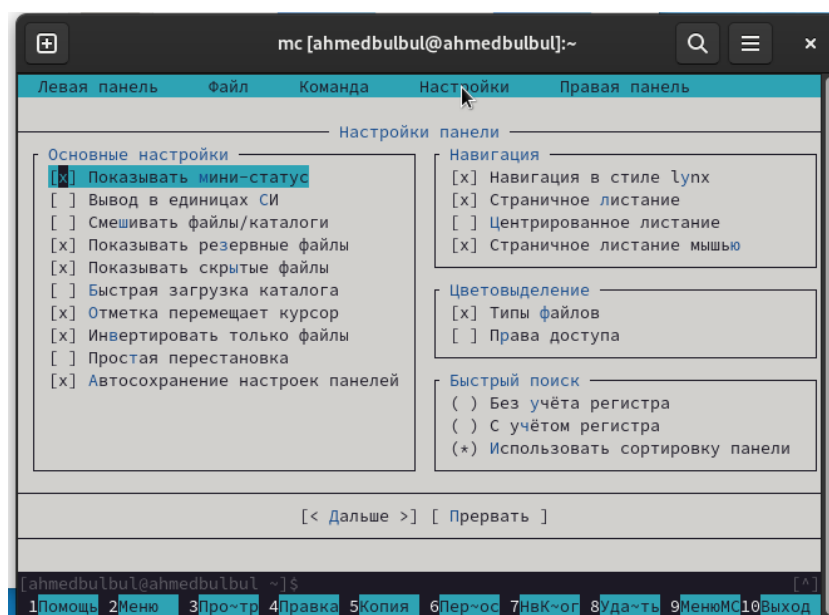 mc [ahmedbulbul@ahmedbulbul]:~
Левая панель Файл Команда Настройки Правая панель
Настройки панели
Основные настройки
[x] Показывать мини-статус
[ ] Вывод в единицах СИ
[ ] Смешивать файлы/каталоги
[x] Показывать резервные файлы
[x] Показывать скрытые файлы
[ ] Быстрая загрузка каталога
[x] Отметка перемещает курсор
[x] Инвертировать только файлы
[ ] Простая перестановка
[x] Автосохранение настроек панелей
Навигация
[x] Навигация в стиле lynx
[x] Страничное листание
[ ] Центрированное листание
[x] Страничное листание мышью
Цветовыделение
[x] Типы файлов
[ ] Права доступа
Быстрый поиск
( ) Без учёта регистра
( ) С учётом регистра
(*) Использовать сортировку панели
[< Дальше >] [ Прервать ]
[ahmedbulbul@ahmedbulbul ~]$ [^]
1Помощь 2Меню 3Про~тр 4Правка 5Копия 6Пер~ос 7НвК~ог 8Уда~ть 9МенюMC 10Выход